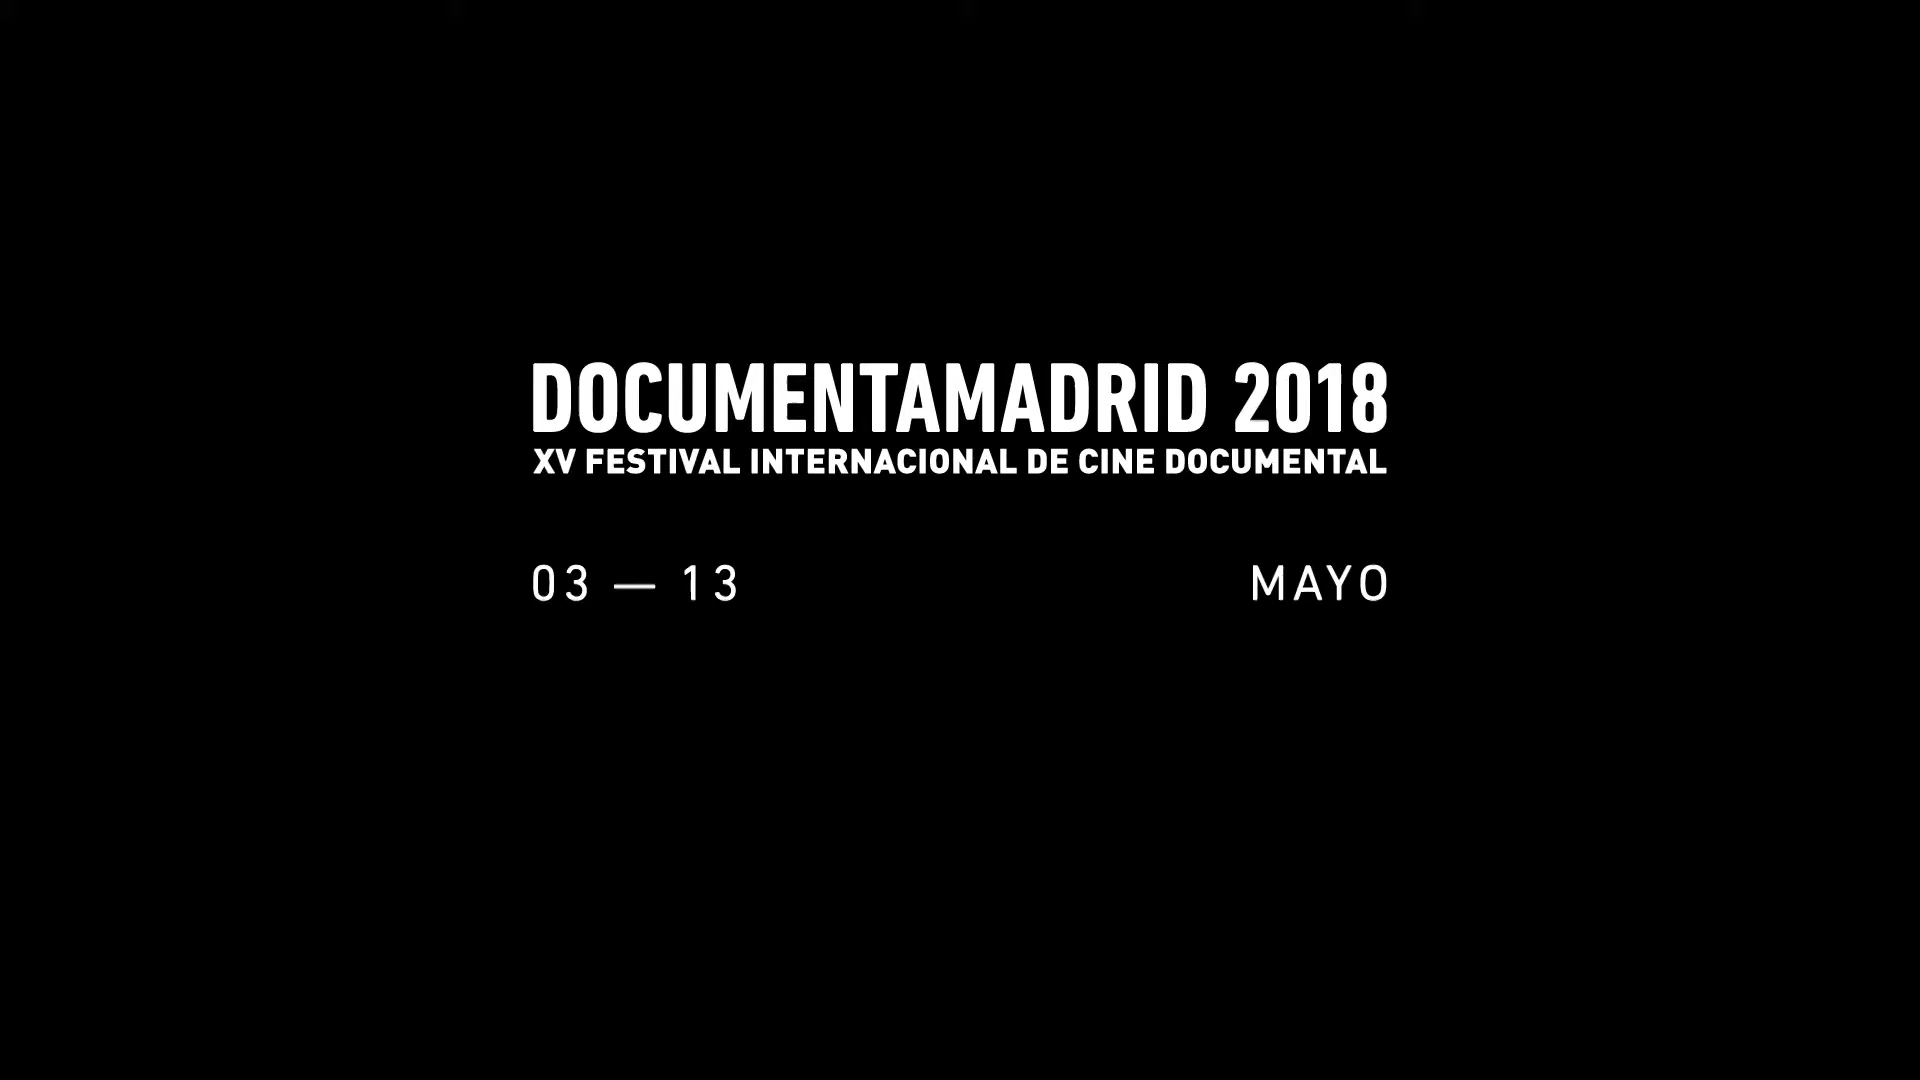 DOCUMENTAMADRID 2018
XV FESTIVAL INTERNACIONAL DE CINE DOCUMENTAL
03 — 13 MAYO